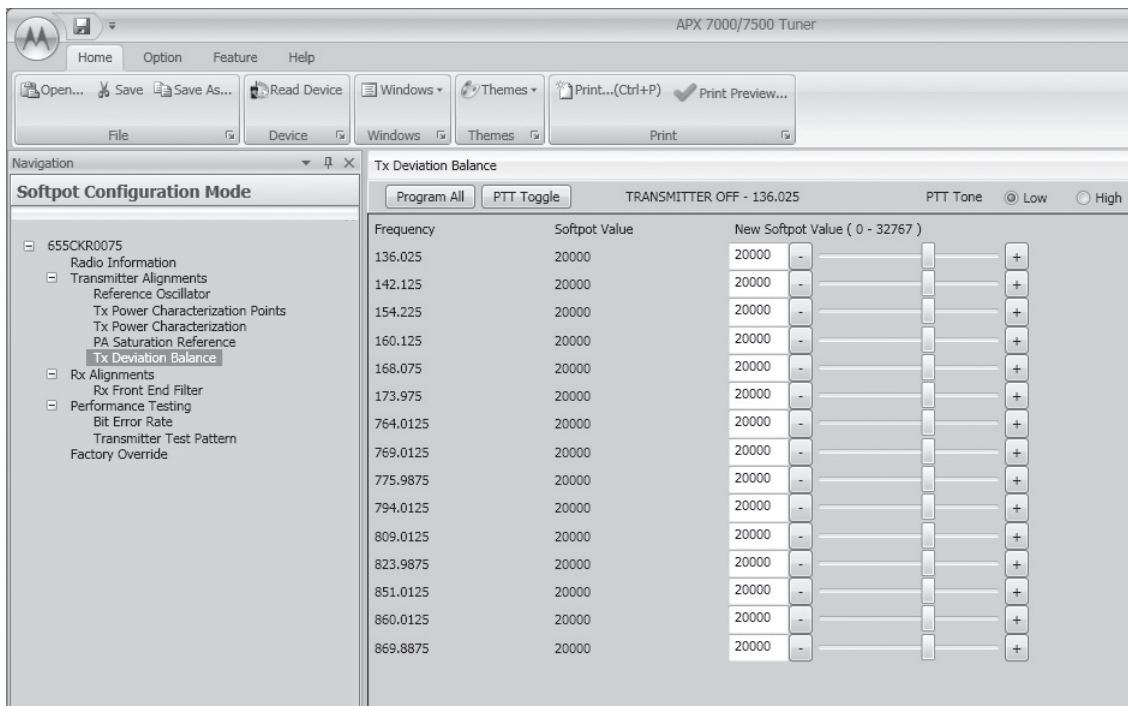 APX 7000/7500 Tuner
Home Option Feature Help
Open... Save Save As... Read Device Windows Themes Print...(Ctrl+P) Print Preview...
File Device Windows Themes Print
Navigation
Softpot Configuration Mode
655CKR0075
Radio Information
Transmitter Alignments
Reference Oscillator
Tx Power Characterization Points
Tx Power Characterization
PA Saturation Reference
Tx Deviation Balance
Rx Alignments
Rx Front End Filter
Performance Testing
Bit Error Rate
Transmitter Test Pattern
Factory Override
Tx Deviation Balance
Program All PTT Toggle TRANSMITTER OFF - 136.025 PTT Tone Low High
Frequency Softpot Value New Softpot Value ( 0 - 32767 )
136.025 20000 20000 - +
142.125 20000 20000 - +
154.225 20000 20000 - +
160.125 20000 20000 - +
168.075 20000 20000 - +
173.975 20000 20000 - +
764.0125 20000 20000 - +
769.0125 20000 20000 - +
775.9875 20000 20000 - +
794.0125 20000 20000 - +
809.0125 20000 20000 - +
823.9875 20000 20000 - +
851.0125 20000 20000 - +
860.0125 20000 20000 - +
869.8875 20000 20000 - +